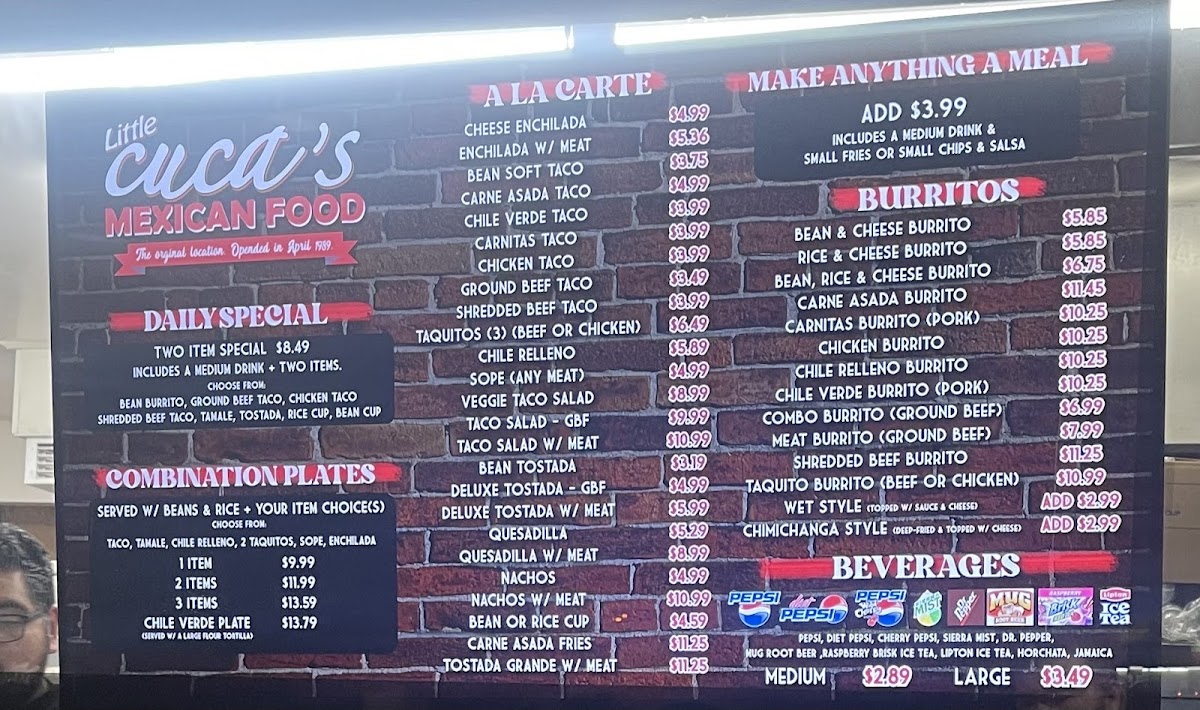 Little
cuca's
MEXICAN FOOD
The orginal location. Opended in April 1989.
DAILY SPECIAL
TWO ITEM SPECIAL $8.49
INCLUDES A MEDIUM DRINK + TWO ITEMS.
CHOOSE FROM:
BEAN BURRITO, GROUND BEEF TACO, CHICKEN TACO
SHREDDED BEEF TACO, TAMALE, TOSTADA, RICE CUP, BEAN CUP
COMBINATION PLATES
SERVED W/ BEANS & RICE + YOUR ITEM CHOICE(S)
CHOOSE FROM:
TACO, TAMALE, CHILE RELLENO, 2 TAQUITOS, SOPE, ENCHILADA
1 ITEM $9.99
2 ITEMS $11.99
3 ITEMS $13.59
CHILE VERDE PLATE $13.79
(SERVED W/ A LARGE FLOUR TORTILLA)
A LA CARTE
CHEESE ENCHILADA $4.99
ENCHILADA W/ MEAT $5.36
BEAN SOFT TACO $3.75
CARNE ASADA TACO $4.99
CHILE VERDE TACO $3.99
CARNITAS TACO $3.99
CHICKEN TACO $3.99
GROUND BEEF TACO $3.49
SHREDDED BEEF TACO $3.99
TAQUITOS (3) (BEEF OR CHICKEN) $6.49
CHILE RELLENO $5.89
SOPE (ANY MEAT) $4.99
VEGGIE TACO SALAD $8.99
TACO SALAD - GBF $9.99
TACO SALAD W/ MEAT $10.99
BEAN TOSTADA $3.19
DELUXE TOSTADA - GBF $4.99
DELUXE TOSTADA W/ MEAT $5.99
QUESADILLA $5.29
QUESADILLA W/ MEAT $8.99
NACHOS $4.99
NACHOS W/ MEAT $10.99
BEAN OR RICE CUP $4.59
CARNE ASADA FRIES $11.25
TOSTADA GRANDE W/ MEAT $11.25
MAKE ANYTHING A MEAL
ADD $3.99
INCLUDES A MEDIUM DRINK &
SMALL FRIES OR SMALL CHIPS & SALSA
BURRITOS
BEAN & CHEESE BURRITO $5.85
RICE & CHEESE BURRITO $5.85
BEAN, RICE & CHEESE BURRITO $6.75
CARNE ASADA BURRITO $11.45
CARNITAS BURRITO (PORK) $10.25
CHICKEN BURRITO $10.25
CHILE RELLENO BURRITO $10.25
CHILE VERDE BURRITO (PORK) $10.25
COMBO BURRITO (GROUND BEEF) $6.99
MEAT BURRITO (GROUND BEEF) $7.99
SHREDDED BEEF BURRITO $11.25
TAQUITO BURRITO (BEEF OR CHICKEN) $10.99
WET STYLE (TOPPED W/ SAUCE & CHEESE) ADD $2.99
CHIMICHANGA STYLE (DEEP-FRIED & TOPPED W/ CHEESE) ADD $2.99
BEVERAGES
PEPSI diet PEPSI PEPSI MIST MUG ROOT BEER RASPBERRY Brisk Lipton Ice Tea
PEPSI, DIET PEPSI, CHERRY PEPSI, SIERRA MIST, DR. PEPPER,
MUG ROOT BEER ,RASPBERRY BRISK ICE TEA, LIPTON ICE TEA, HORCHATA, JAMAICA
MEDIUM $2.89 LARGE $3.49